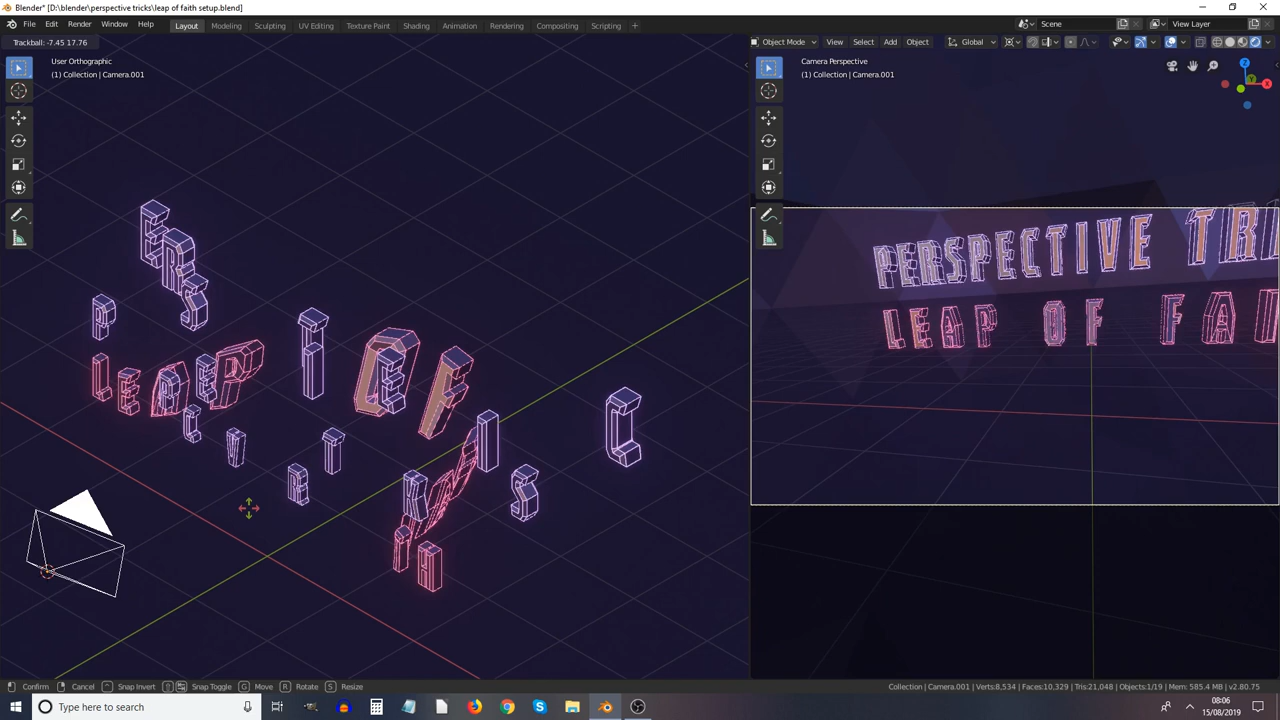 Blender* [D:\blender\perspective tricks\leap of faith setup.blend]
File Edit Render Window Help Layout Modeling Sculpting UV Editing Texture Paint Shading Animation Rendering Compositing Scripting + Scene View Layer
Trackball: -7.45 17.76
Object Mode View Select Add Object Global
User Orthographic
(1) Collection | Camera.001
Camera Perspective
(1) Collection | Camera.001
Z
Y
X
E
R
S
P
T
I
L E A P E
O E F
C
C
V
R
I
I
K
S
T
H
PERSPECTIVE TRI
LEAP OF FAI
Confirm Cancel Snap Invert Snap Toggle G Move R Rotate S Resize
Collection | Camera.001 | Verts:8,534 | Faces:10,329 | Tris:21,048 | Objects:1/19 | Mem: 585.4 MB | v2.80.75
Type here to search
08:06
15/08/2019